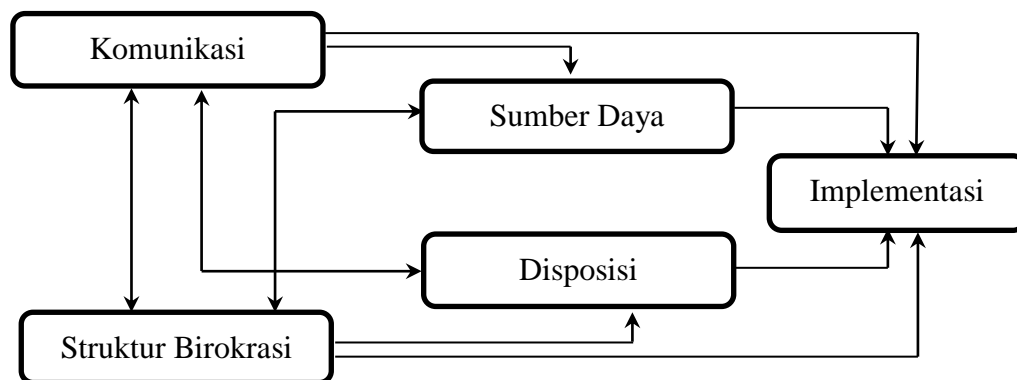 Komunikasi
Sumber Daya
Implementasi
Disposisi
Struktur Birokrasi